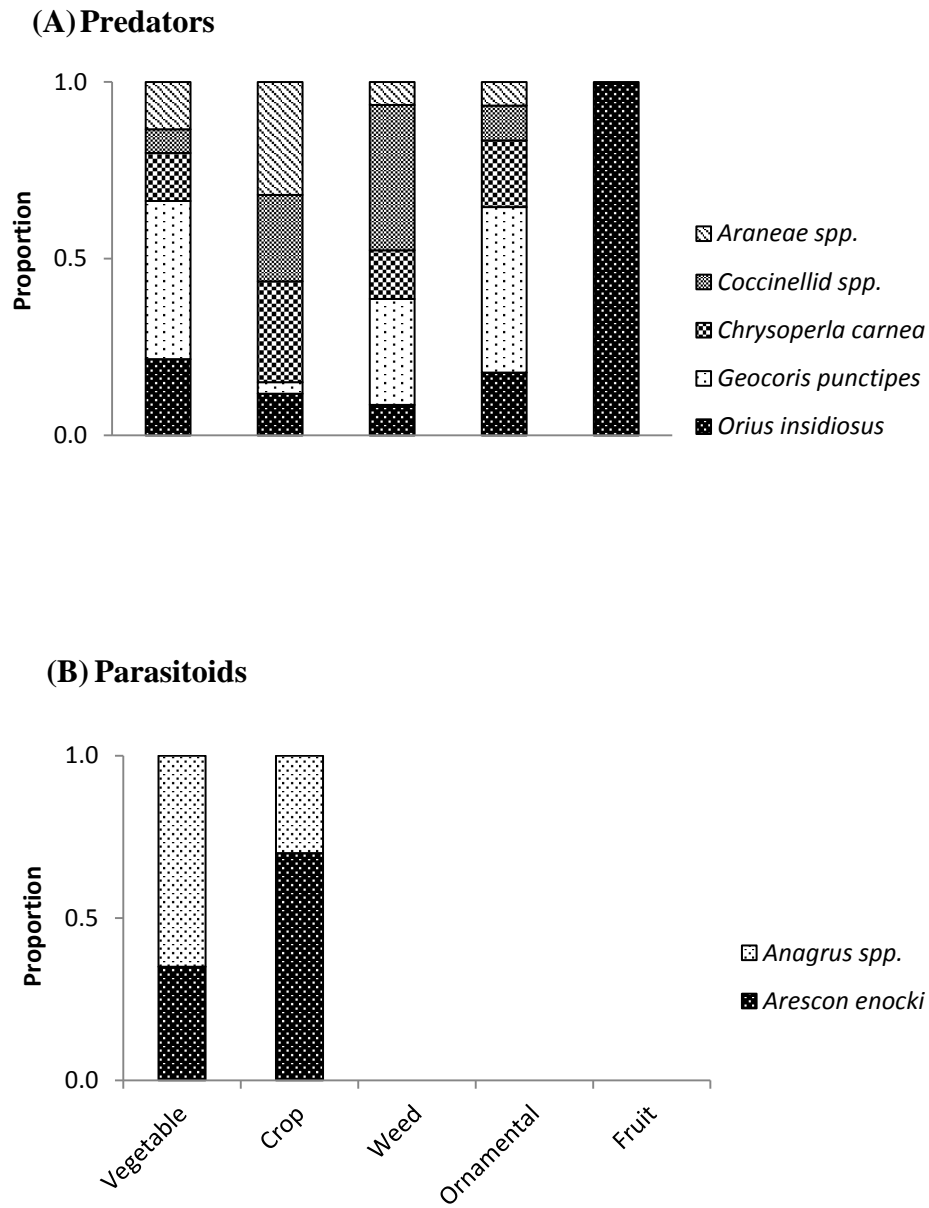 (A) Predators
1.0
0.5
0.0
Proportion
Araneae spp.
Coccinellid spp.
Chrysoperla carnea
Geocoris punctipes
Orius insidiosus
(B) Parasitoids
1.0
0.5
0.0
Proportion
Anagrus spp.
Arescon enocki
Vegetable
Crop
Weed
Ornamental
Fruit